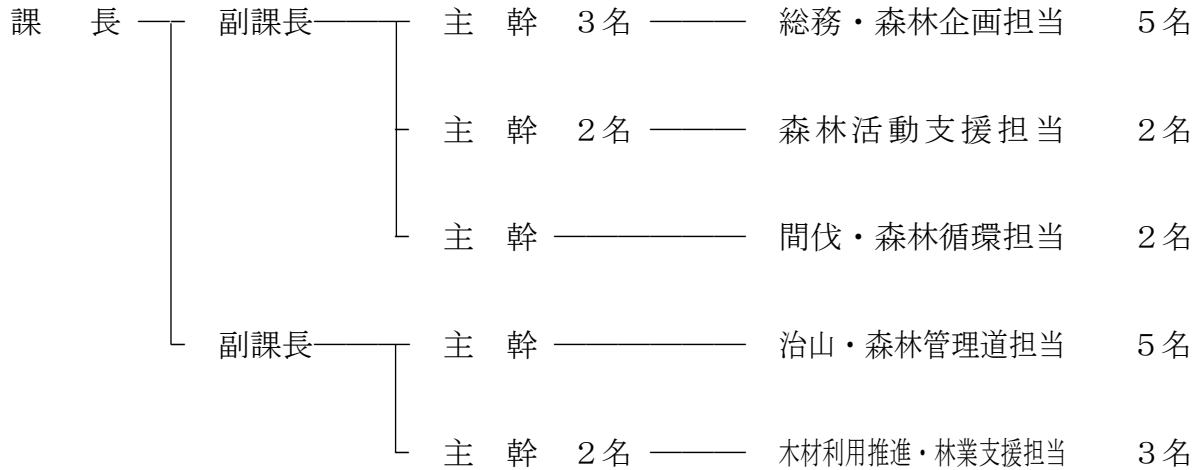 課　長　副課長　主　幹　３名　総務・森林企画担当　５名
主　幹　２名　森林活動支援担当　２名
主　幹　間伐・森林循環担当　２名
副課長　主　幹　治山・森林管理道担当　５名
主　幹　２名　木材利用推進・林業支援担当　３名